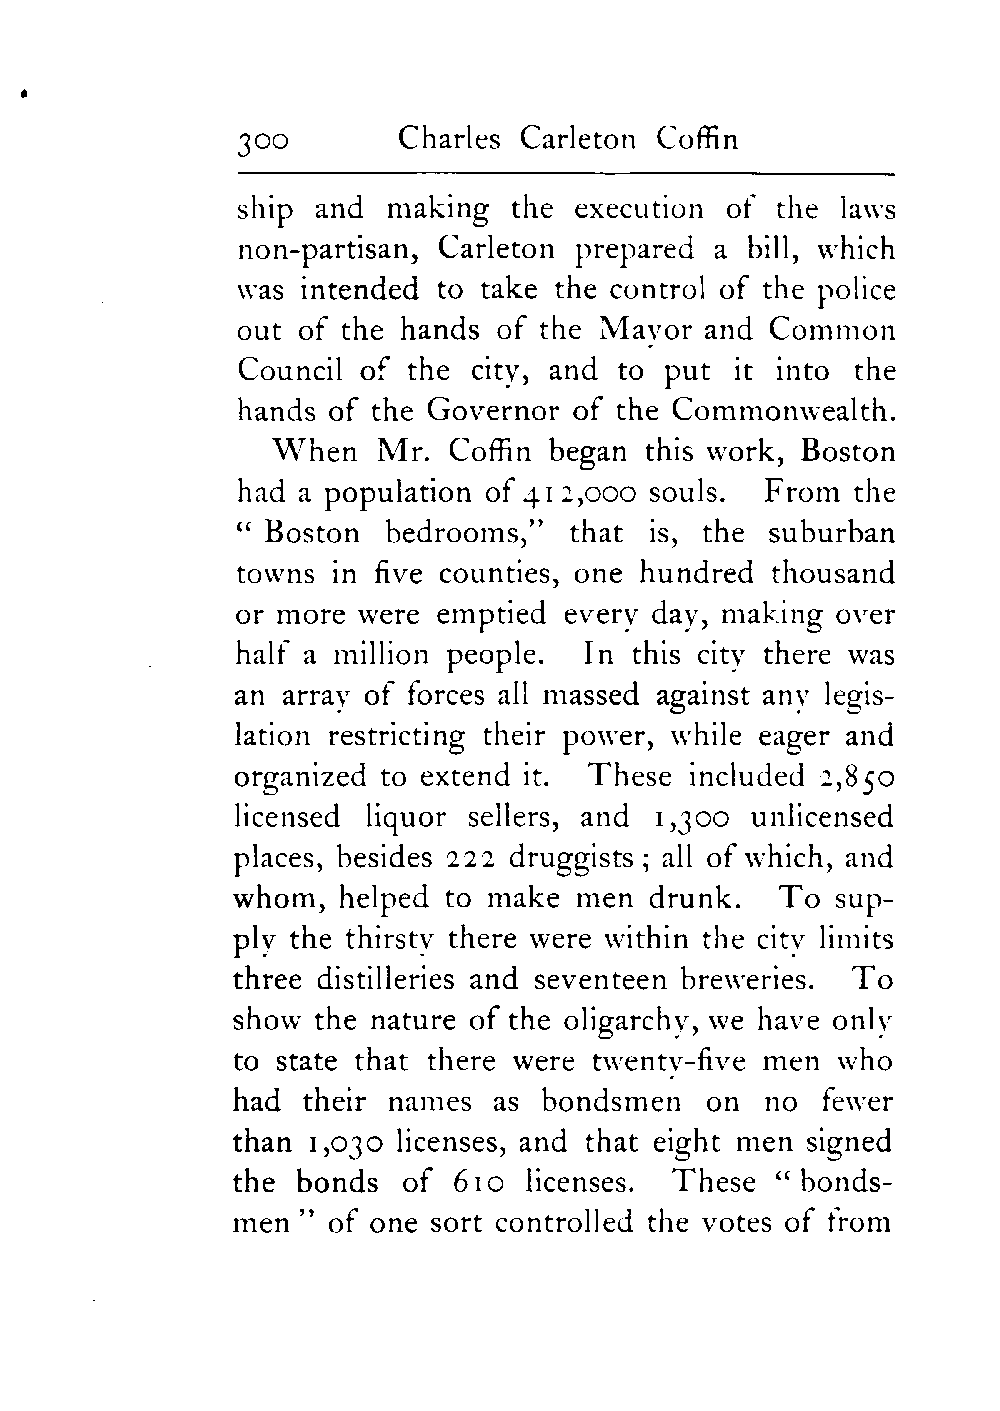 300 Charles Carleton Coffin
ship and making the execution of the laws
non-partisan, Carleton prepared a bill, which
was intended to take the control of the police
out of the hands of the Mayor and Common
Council of the city, and to put it into the
hands of the Governor of the Commonwealth.
When Mr. Coffin began this work, Boston
had a population of 412,000 souls. From the
“ Boston bedrooms,” that is, the suburban
towns in five counties, one hundred thousand
or more were emptied every day, making over
half a million people. In this city there was
an array of forces all massed against any legis-
lation restricting their power, while eager and
organized to extend it. These included 2,850
licensed liquor sellers, and 1,300 unlicensed
places, besides 222 druggists ; all of which, and
whom, helped to make men drunk. To sup-
ply the thirsty there were within the city limits
three distilleries and seventeen breweries. To
show the nature of the oligarchy, we have only
to state that there were twenty-five men who
had their names as bondsmen on no fewer
than 1,030 licenses, and that eight men signed
the bonds of 610 licenses. These “ bonds-
men ” of one sort controlled the votes of from